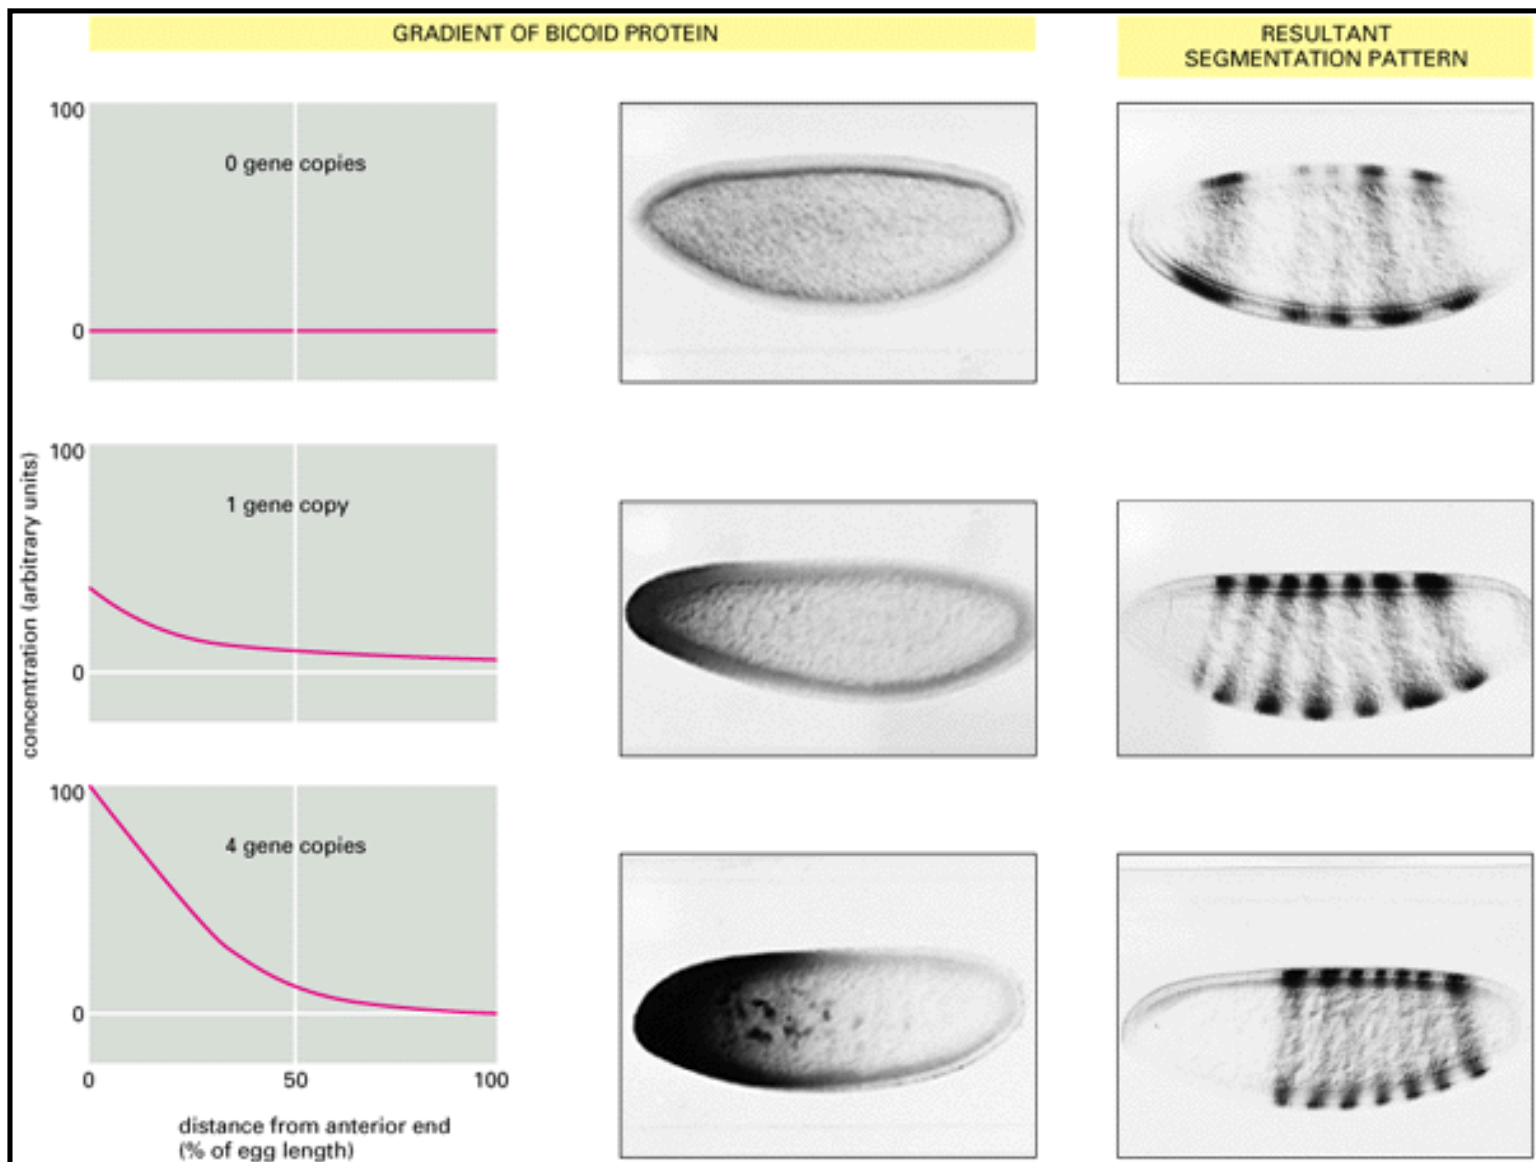 GRADIENT OF BICOID PROTEIN
RESULTANT
SEGMENTATION PATTERN
100
0 gene copies
0
concentration (arbitrary units)
100
1 gene copy
0
100
4 gene copies
0
0
50
100
distance from anterior end
(% of egg length)